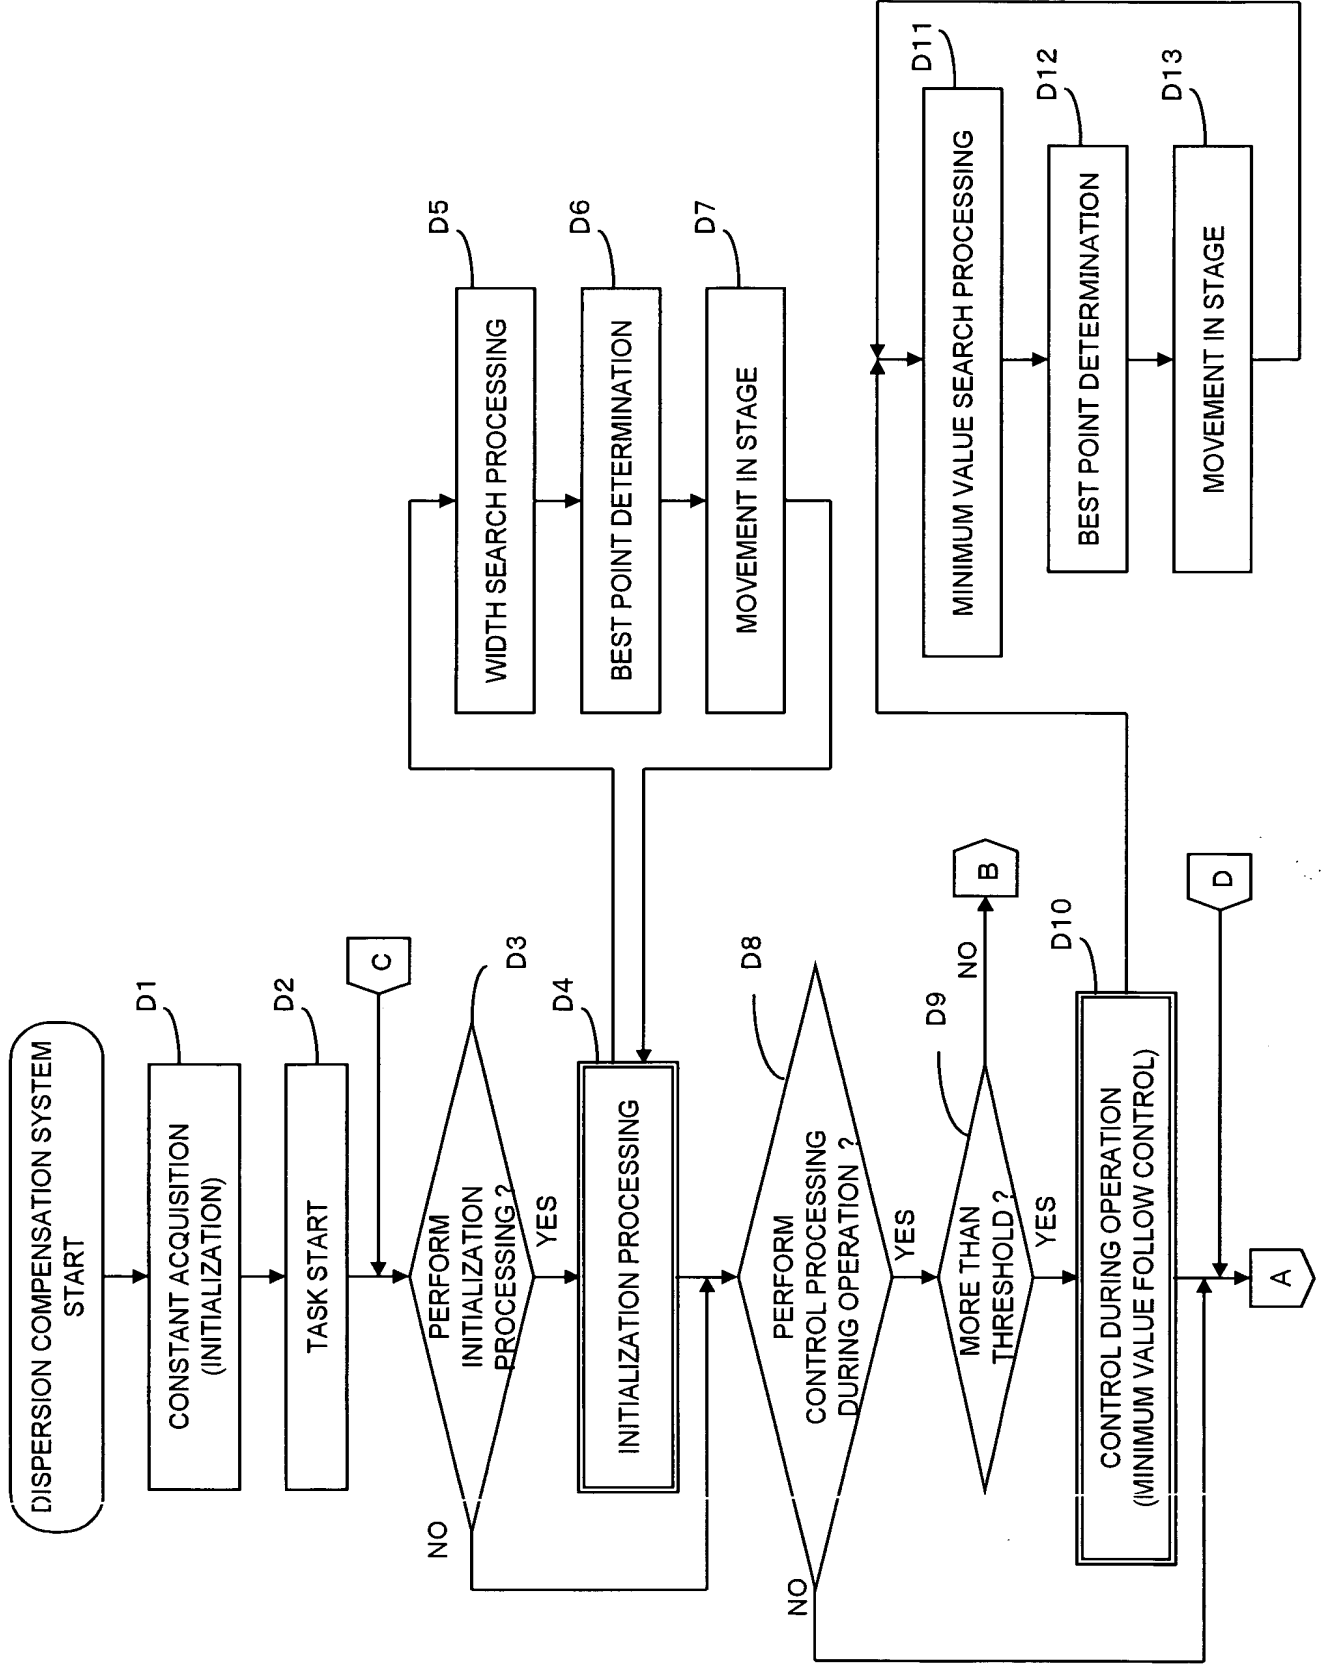 DISPERSION COMPENSATION SYSTEM
START
D1
CONSTANT ACQUISITION
(INITIALIZATION)
D2
TASK START
C
D3
PERFORM
INITIALIZATION
PROCESSING ?
NO
YES
D4
INITIALIZATION PROCESSING
D5
WIDTH SEARCH PROCESSING
D6
BEST POINT DETERMINATION
D7
MOVEMENT IN STAGE
D8
PERFORM
CONTROL PROCESSING
DURING OPERATION ?
NO
YES
D9
MORE THAN
THRESHOLD ?
NO
B
YES
D10
CONTROL DURING OPERATION
(MINIMUM VALUE FOLLOW CONTROL)
D11
MINIMUM VALUE SEARCH PROCESSING
D12
BEST POINT DETERMINATION
D13
MOVEMENT IN STAGE
D
A